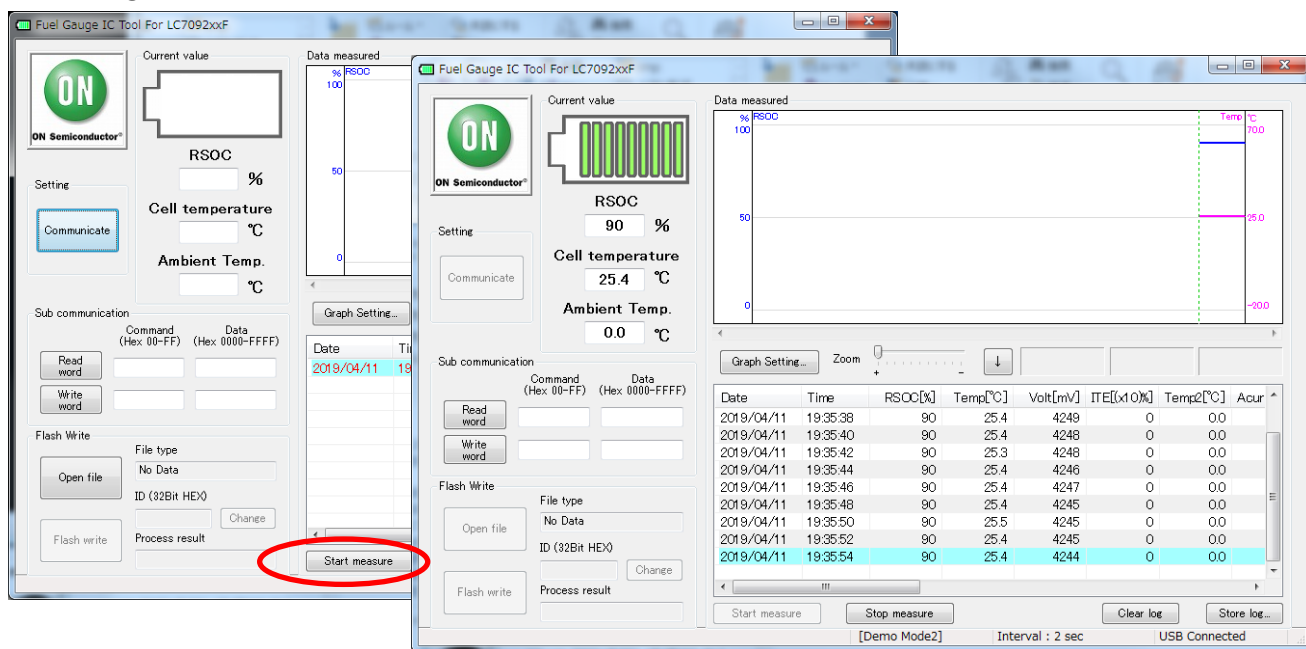 Fuel Gauge IC Tool For LC7092xxF
ON
ON Semiconductor®
Current value
RSOC
%
Cell temperature
℃
Ambient Temp.
℃
Setting
Communicate
Data measured
% RSOC
100
50
0
Graph Setting...
Date
2019/04/11 19
Sub communication
Command Data
(Hex 00-FF) (Hex 0000-FFFF)
Read word
Write word
Flash Write
File type
Open file
No Data
ID (32Bit HEX)
Change
Flash write
Process result
Start measure
Fuel Gauge IC Tool For LC7092xxF
ON
ON Semiconductor®
Current value
RSOC
90 %
Cell temperature
25.4 ℃
Ambient Temp.
0.0 ℃
Setting
Communicate
Data measured
% RSOC Temp ℃
100 70.0
50 25.0
0 -20.0
Graph Setting... Zoom + - ↓
Sub communication
Command Data
(Hex 00-FF) (Hex 0000-FFFF)
Read word
Write word
Flash Write
File type
Open file
No Data
ID (32Bit HEX)
Change
Flash write
Process result
Date Time RSOC[%] Temp[℃] Volt[mV] ITE[(x10)%] Temp2[℃] Acur
2019/04/11 19:35:38 90 25.4 4249 0 0.0
2019/04/11 19:35:40 90 25.4 4248 0 0.0
2019/04/11 19:35:42 90 25.3 4248 0 0.0
2019/04/11 19:35:44 90 25.4 4246 0 0.0
2019/04/11 19:35:46 90 25.4 4247 0 0.0
2019/04/11 19:35:48 90 25.4 4245 0 0.0
2019/04/11 19:35:50 90 25.5 4245 0 0.0
2019/04/11 19:35:52 90 25.4 4245 0 0.0
2019/04/11 19:35:54 90 25.4 4244 0 0.0
Start measure Stop measure Clear log Store log...
[Demo Mode2] Interval : 2 sec USB Connected